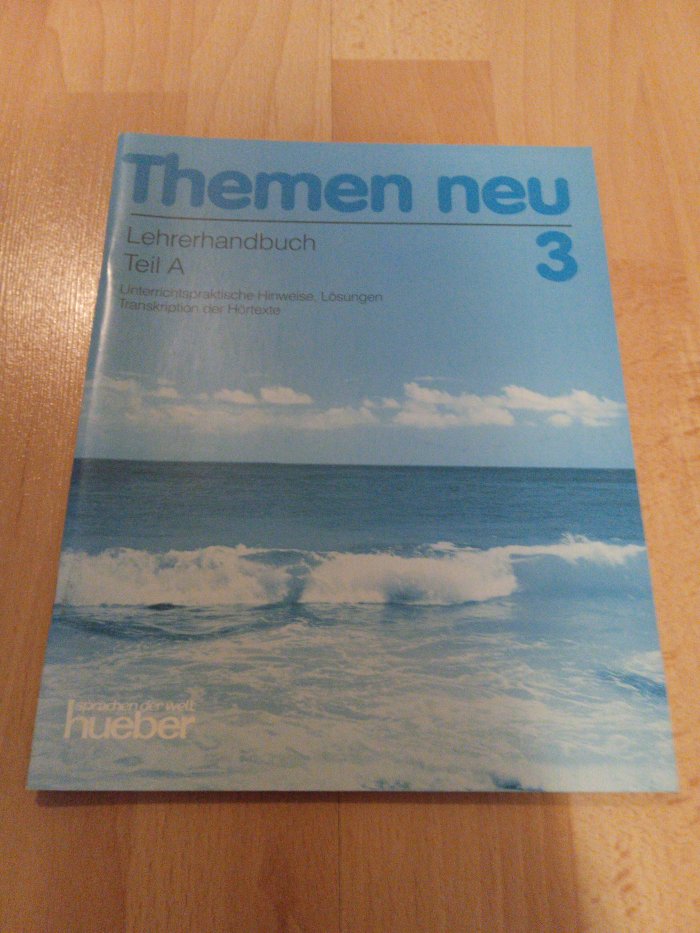 Themen neu
3
Lehrerhandbuch
Teil A
Unterrichtspraktische Hinweise, Lösungen
Transkription der Hörtexte
sprachen der welt
hueber